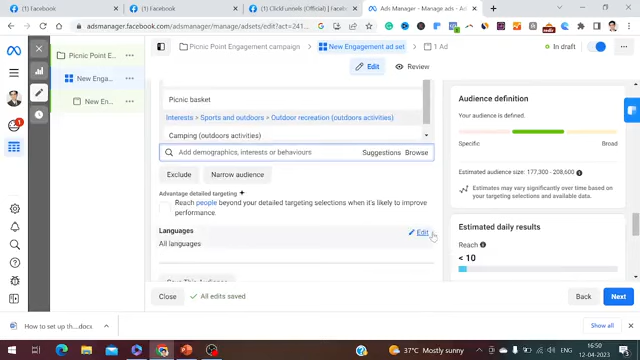 Facebook
Facebook
ClickFunnels (Official) | Faceb
Ads Manager - Manage ads -
adsmanager.facebook.com/adsmanager/manage/adsets/edit?act=241
Picnic Point E...
New Enga...
New En...
Picnic Point Engagement campaign
New Engagement ad set
1 Ad
In draft
Edit
Review
Picnic basket
Interests > Sports and outdoors > Outdoor recreation (outdoors activities)
Camping (outdoors activities)
Add demographics, interests or behaviours
Suggestions
Browse
Exclude
Narrow audience
Advantage detailed targeting
Reach people beyond your detailed targeting selections when it's likely to improve
performance.
Languages
Edit
All languages
Save This Audience
Close
All edits saved
Back
Next
Audience definition
Your audience is defined.
Specific
Broad
Estimated audience size: 177,300 - 208,600
Estimates may vary significantly over time based on
your targeting selections and available data.
Estimated daily results
Reach
< 10
How to set up th....docx
Show all
37°C Mostly sunny
ENG
16:50
12-04-2023